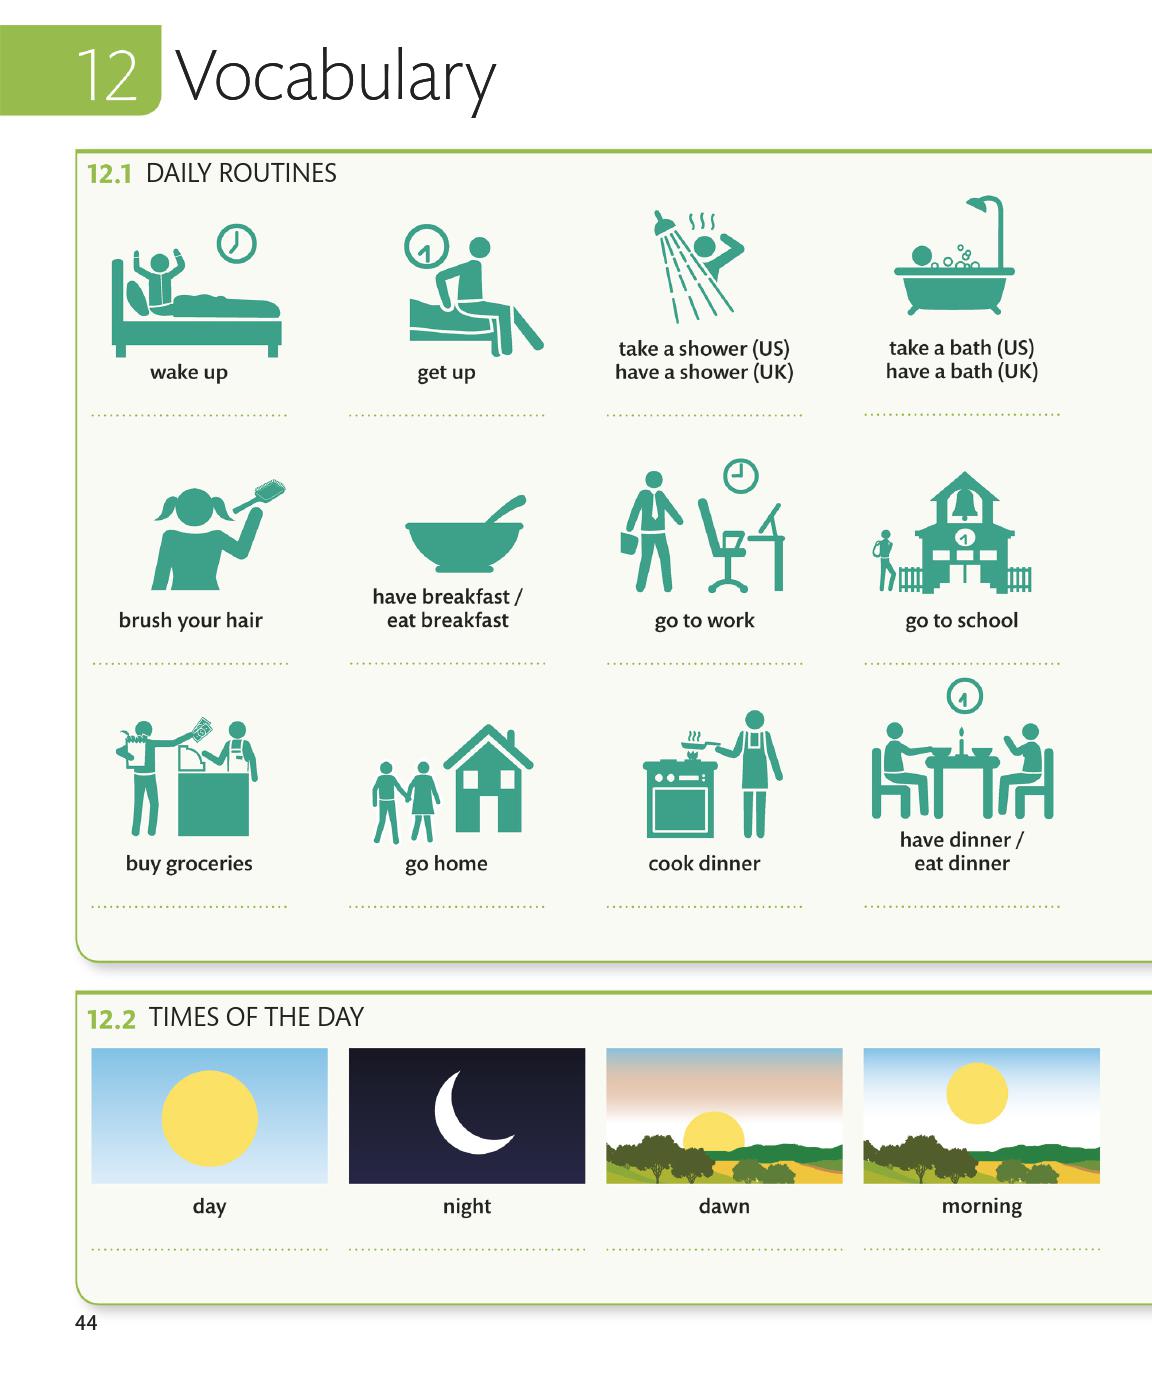 12 Vocabulary
12.1 DAILY ROUTINES
wake up
get up
take a shower (US)
have a shower (UK)
take a bath (US)
have a bath (UK)
brush your hair
have breakfast /
eat breakfast
go to work
go to school
buy groceries
go home
cook dinner
have dinner /
eat dinner
12.2 TIMES OF THE DAY
day
night
dawn
morning
44